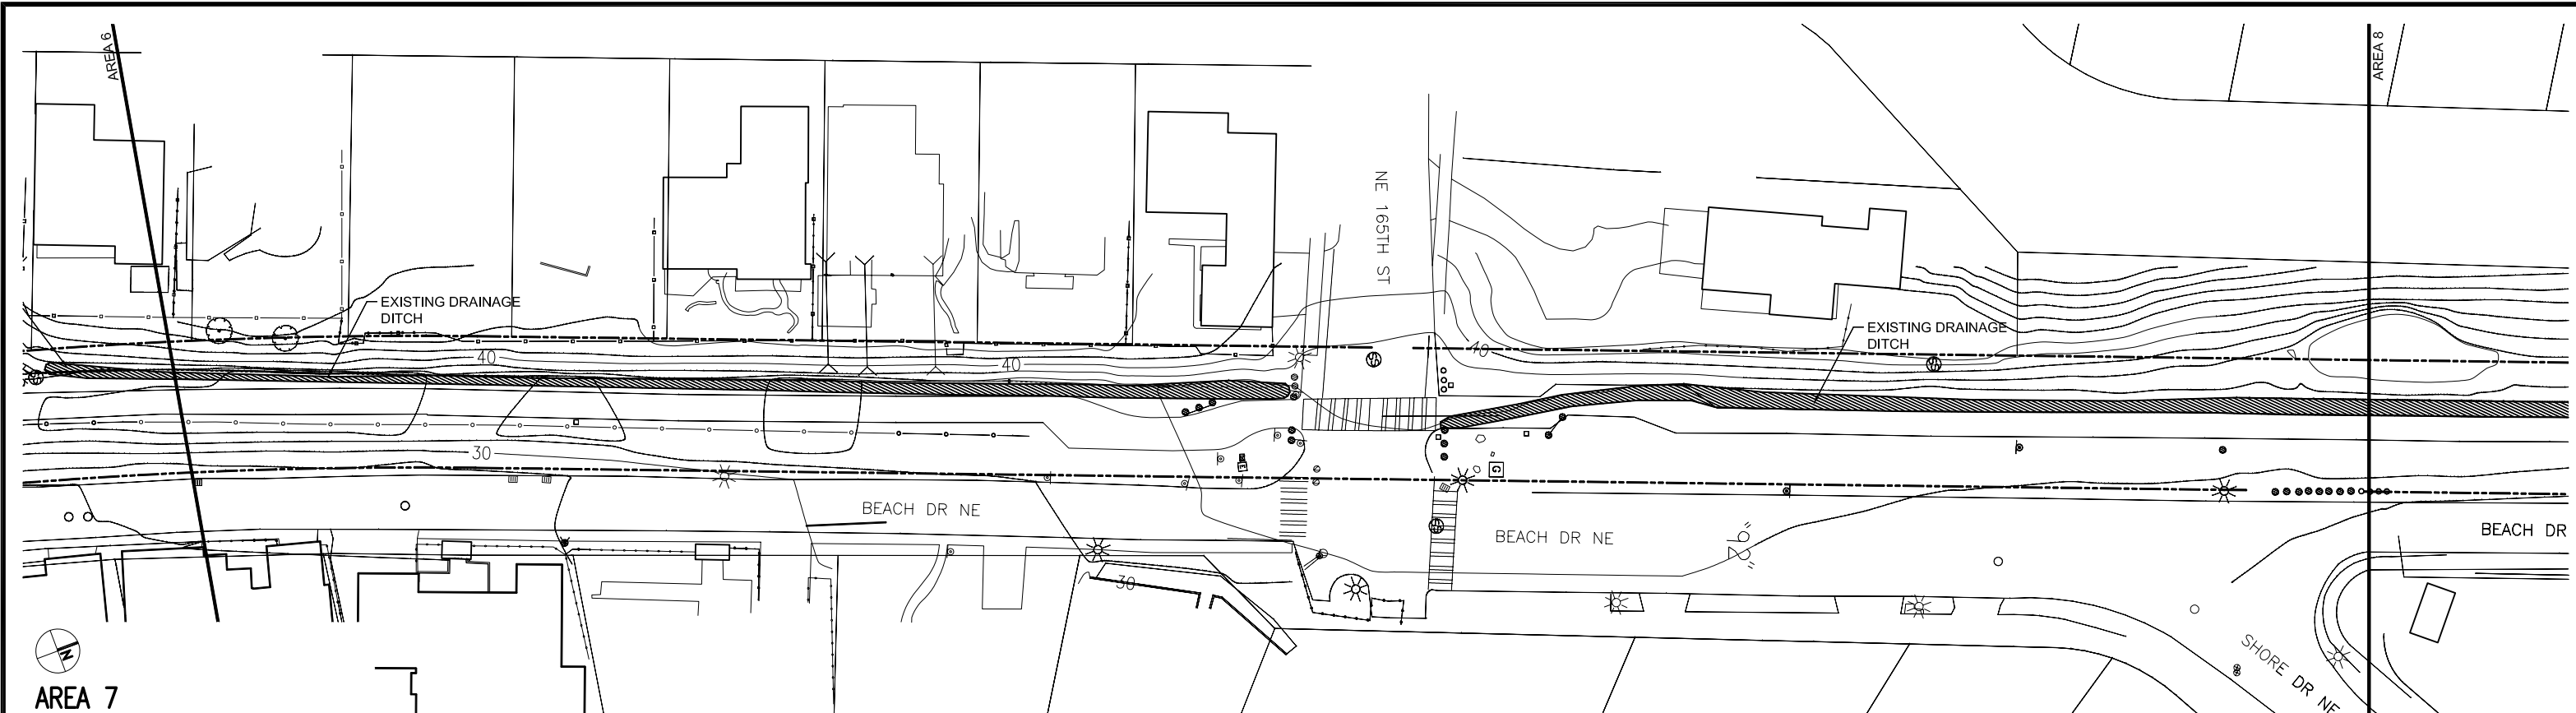 AREA 6
AREA 8
NE 165TH ST
EXISTING DRAINAGE
DITCH
EXISTING DRAINAGE
DITCH
40
40
40
30
BEACH DR NE
BEACH DR NE
"26"
BEACH DR
30
G
N
SHORE DR NE
AREA 7